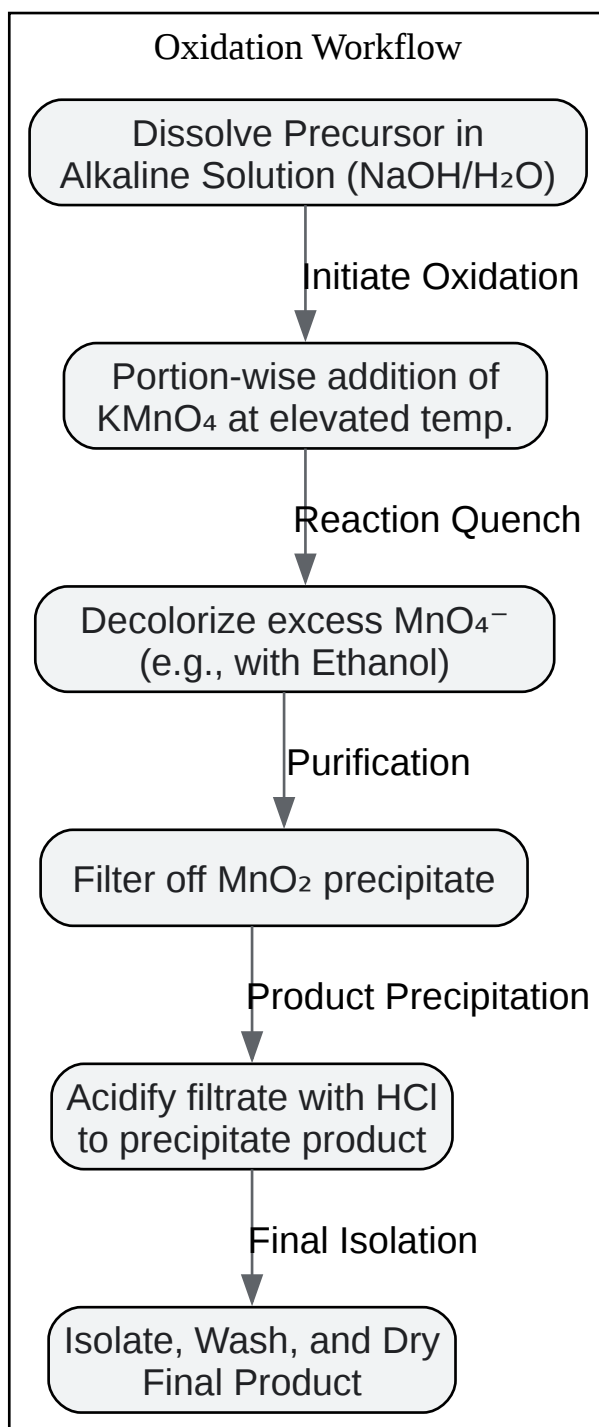 Oxidation Workflow
Dissolve Precursor in
Alkaline Solution (NaOH/H₂O)
Initiate Oxidation
Portion-wise addition of
KMnO₄ at elevated temp.
Reaction Quench
Decolorize excess MnO₄⁻
(e.g., with Ethanol)
Purification
Filter off MnO₂ precipitate
Product Precipitation
Acidify filtrate with HCl
to precipitate product
Final Isolation
Isolate, Wash, and Dry
Final Product